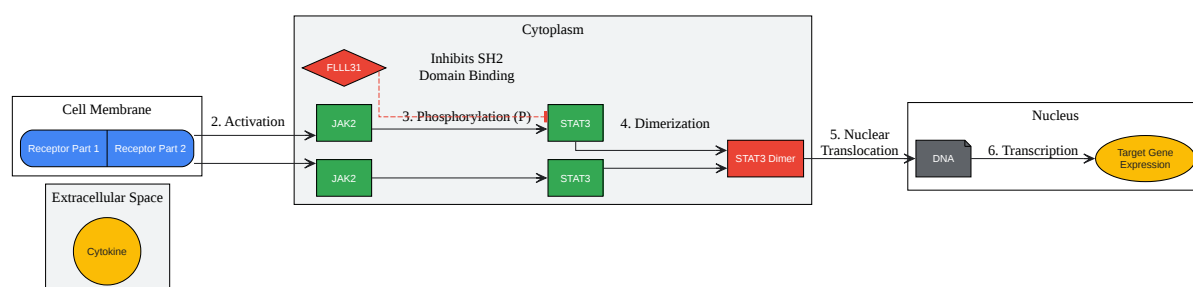 Cytoplasm
FLLL31
Inhibits SH2
Domain Binding
Cell Membrane
Receptor Part 1
Receptor Part 2
2. Activation
JAK2
3. Phosphorylation (P)
STAT3
4. Dimerization
JAK2
STAT3
STAT3 Dimer
5. Nuclear
Translocation
Nucleus
DNA
6. Transcription
Target Gene
Expression
Extracellular Space
Cytokine